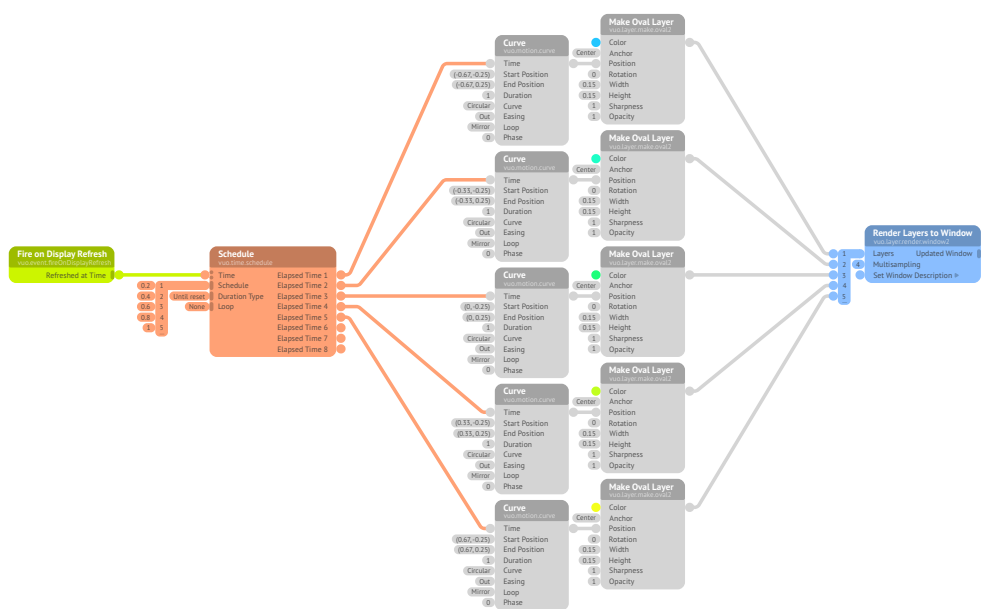 Fire on Display Refresh
vuo.event.fireOnDisplayRefresh
Refreshed at Time
Schedule
vuo.time.schedule
Time
Elapsed Time 1
0.2
1
Schedule
Elapsed Time 2
0.4
2
Until reset
Duration Type
Elapsed Time 3
0.6
3
None
Loop
Elapsed Time 4
0.8
4
Elapsed Time 5
1
5
Elapsed Time 6
Elapsed Time 7
Elapsed Time 8
Curve
vuo.motion.curve
Time
(-0.67,-0.25)
Start Position
(-0.67, 0.25)
End Position
1
Duration
Circular
Curve
Out
Easing
Mirror
Loop
0
Phase
Make Oval Layer
vuo.layer.make.oval2
Color
Center
Anchor
Position
0
Rotation
0.15
Width
0.15
Height
1
Sharpness
1
Opacity
Curve
vuo.motion.curve
Time
(-0.33,-0.25)
Start Position
(-0.33, 0.25)
End Position
1
Duration
Circular
Curve
Out
Easing
Mirror
Loop
0
Phase
Make Oval Layer
vuo.layer.make.oval2
Color
Center
Anchor
Position
0
Rotation
0.15
Width
0.15
Height
1
Sharpness
1
Opacity
Curve
vuo.motion.curve
Time
(0,-0.25)
Start Position
(0, 0.25)
End Position
1
Duration
Circular
Curve
Out
Easing
Mirror
Loop
0
Phase
Make Oval Layer
vuo.layer.make.oval2
Color
Center
Anchor
Position
0
Rotation
0.15
Width
0.15
Height
1
Sharpness
1
Opacity
Curve
vuo.motion.curve
Time
(0.33,-0.25)
Start Position
(0.33, 0.25)
End Position
1
Duration
Circular
Curve
Out
Easing
Mirror
Loop
0
Phase
Make Oval Layer
vuo.layer.make.oval2
Color
Center
Anchor
Position
0
Rotation
0.15
Width
0.15
Height
1
Sharpness
1
Opacity
Curve
vuo.motion.curve
Time
(0.67,-0.25)
Start Position
(0.67, 0.25)
End Position
1
Duration
Circular
Curve
Out
Easing
Mirror
Loop
0
Phase
Make Oval Layer
vuo.layer.make.oval2
Color
Center
Anchor
Position
0
Rotation
0.15
Width
0.15
Height
1
Sharpness
1
Opacity
Render Layers to Window
vuo.layer.render.window2
1
Layers
Updated Window
2
4
Multisampling
3
Set Window Description
4
5